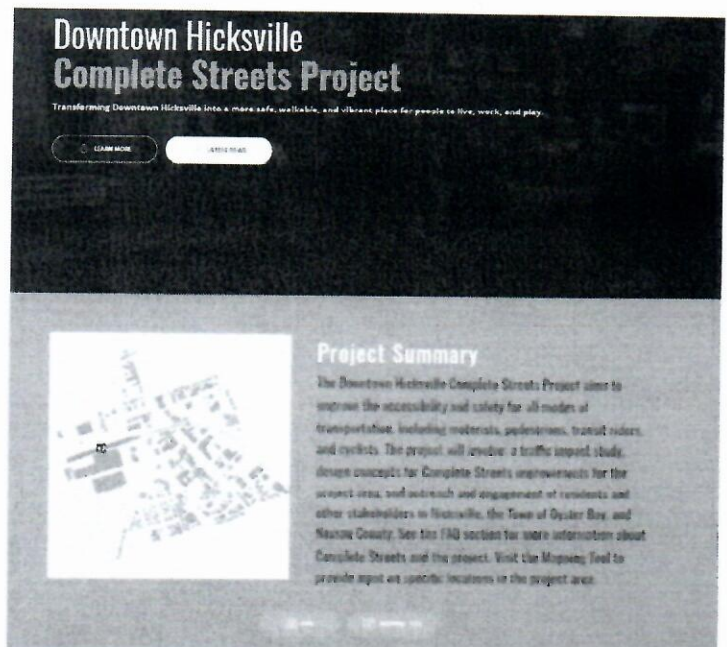 Downtown Hicksville
Complete Streets Project
Transforming Downtown Hicksville into a more safe, walkable, and vibrant place for people to live, work, and play.
LEARN MORE
Project Summary
The Downtown Hicksville Complete Streets Project aims to
improve the accessibility and safety for all modes of
transportation, including motorists, pedestrians, transit riders,
and cyclists. The project will involve: a traffic impact study,
design concepts for Complete Streets improvements for the
project area, and outreach and engagement of residents and
other stakeholders in Hicksville, the Town of Oyster Bay, and
Nassau County. See the FAQ section for more information about
Complete Streets and the project. Visit the Mapping Tool to
provide input on specific locations in the project area.